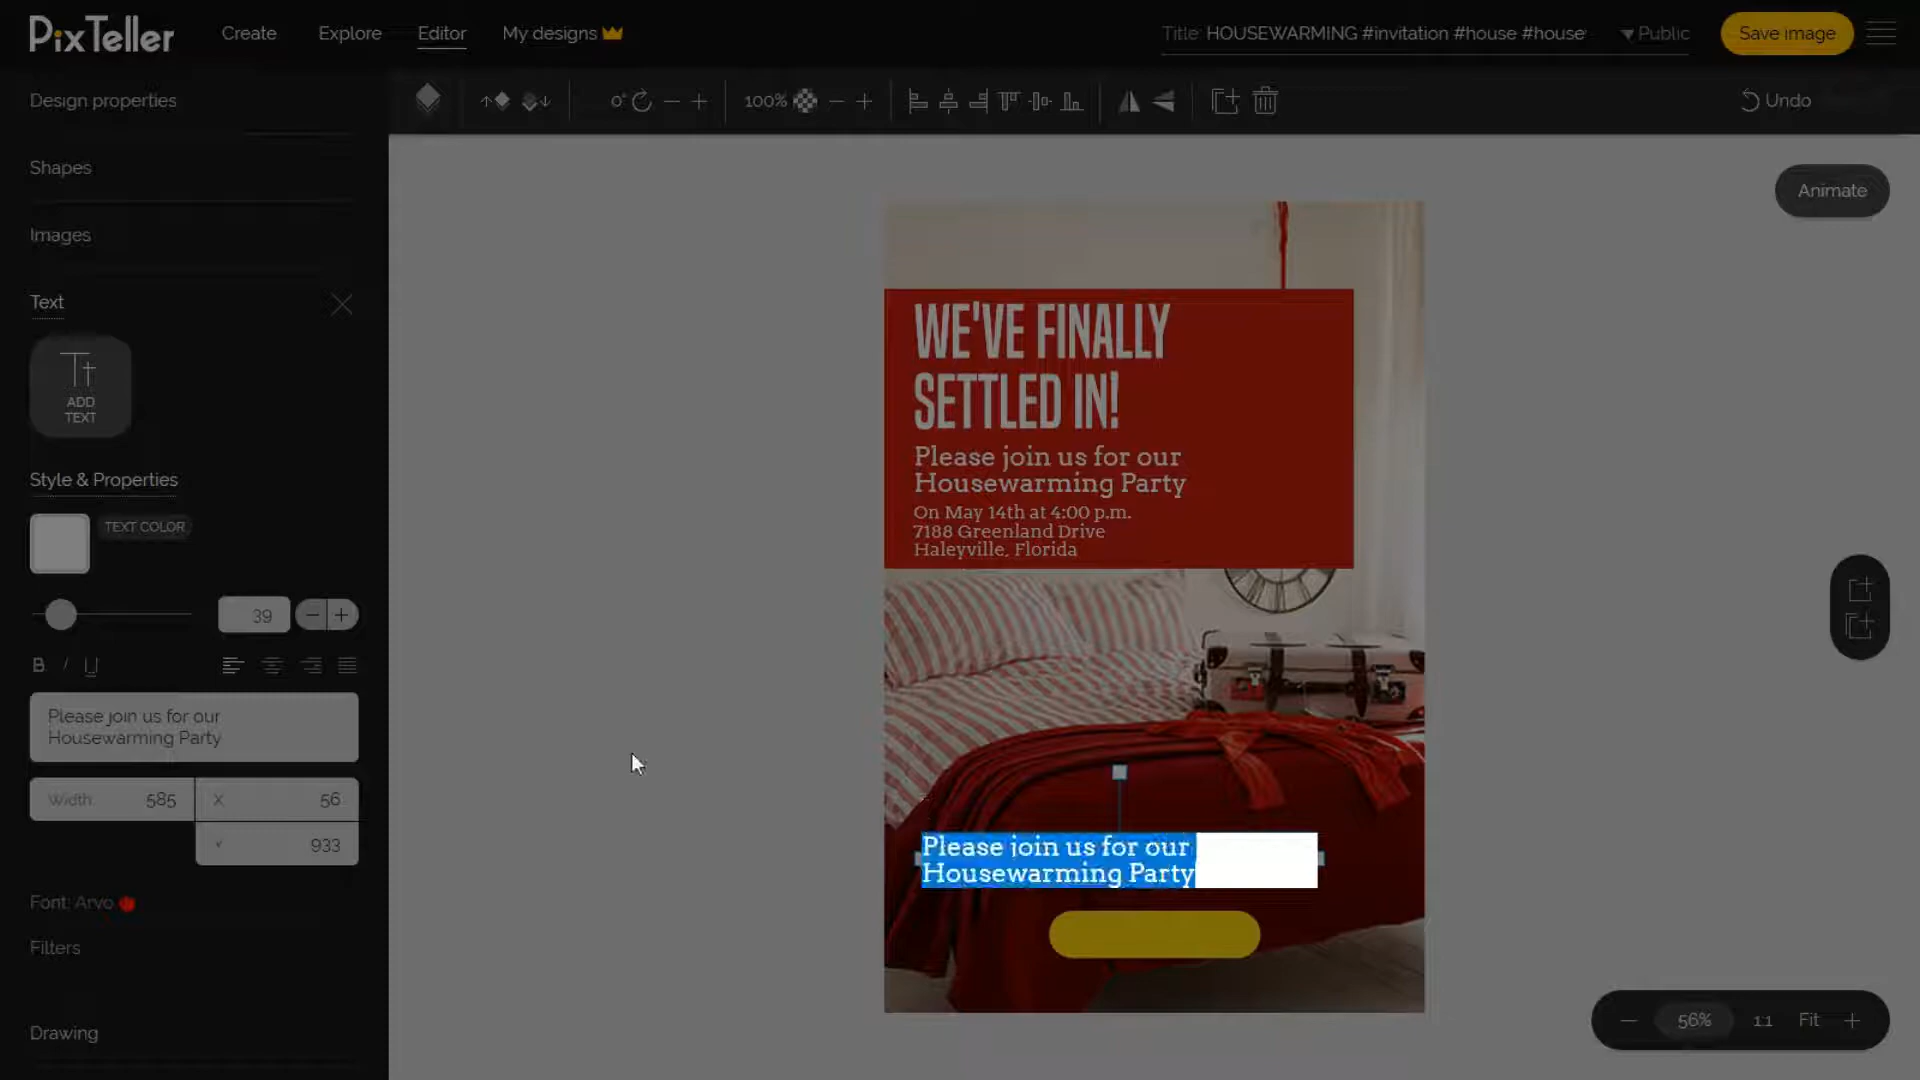 PixTeller
Create
Explore
Editor
My designs
Title: HOUSEWARMING #invitation #house #house
Public
Save image
Design properties
0°
100%
Undo
Shapes
Animate
Images
Text
ADD
TEXT
Style & Properties
TEXT COLOR
39
B I U
Please join us for our
Housewarming Party
Width 585
X 56
Y 933
Font: Arvo
Filters
Drawing
WE'VE FINALLY
SETTLED IN!
Please join us for our
Housewarming Party
On May 14th at 4:00 p.m.
7188 Greenland Drive
Haleyville, Florida
Please join us for our
Housewarming Party
56%
1:1
Fit